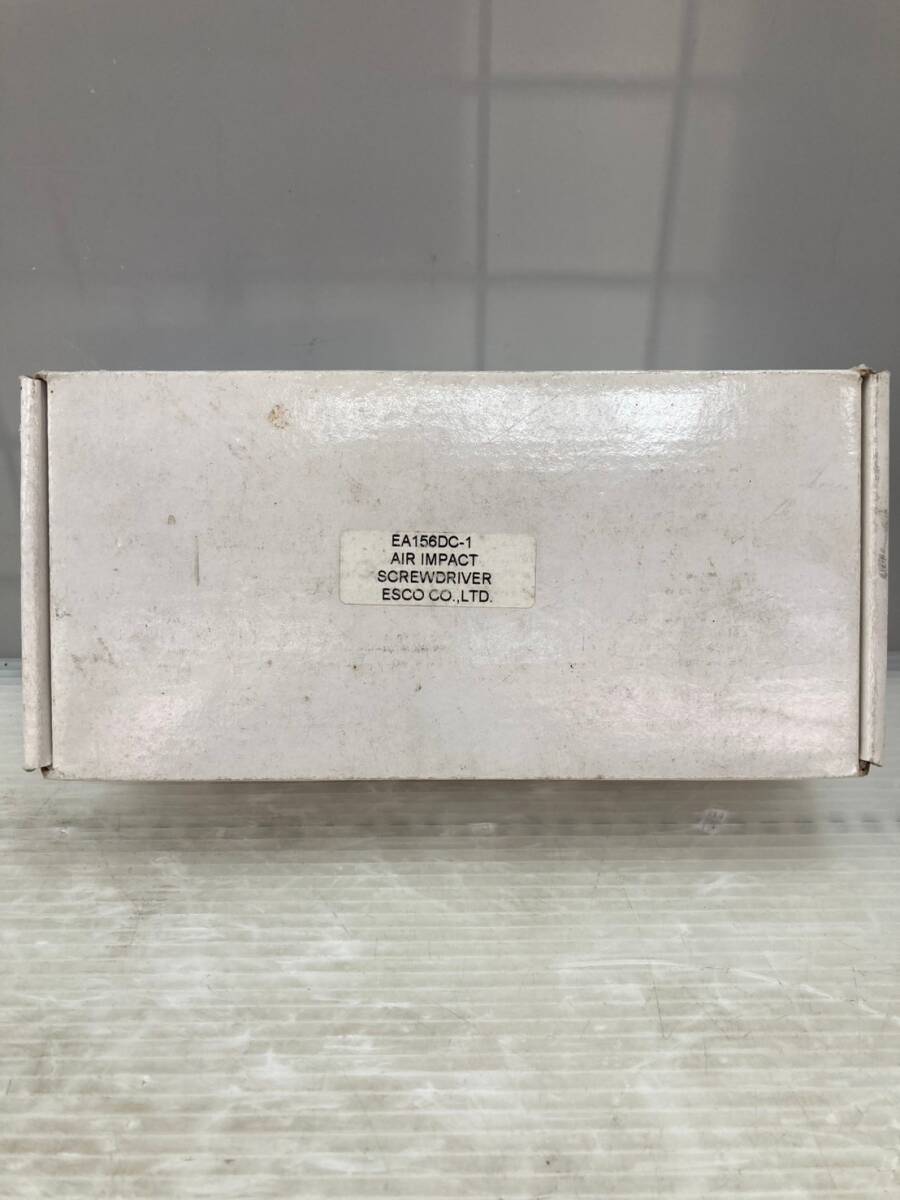 EA156DC-1
AIR IMPACT
SCREWDRIVER
ESCO CO.,LTD.